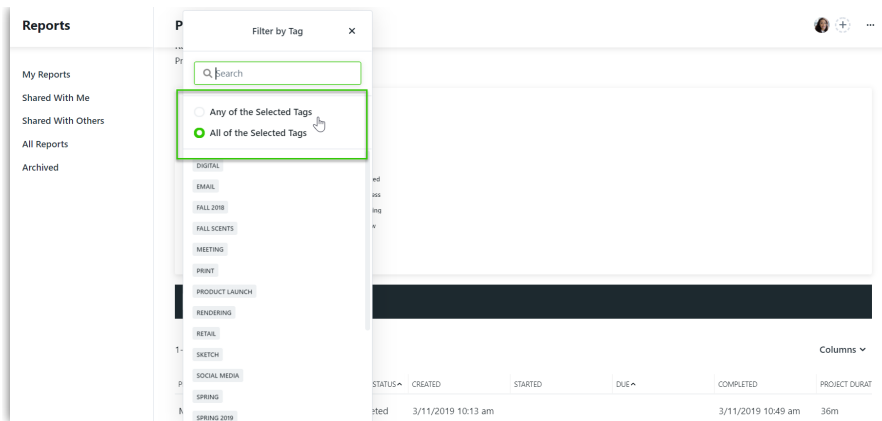 Reports
Filter by Tag
Search
My Reports
Shared With Me
Shared With Others
All Reports
Archived
Any of the Selected Tags
All of the Selected Tags
DIGITAL
EMAIL
FALL 2018
FALL SCENTS
MEETING
PRINT
PRODUCT LAUNCH
RENDERING
RETAIL
SKETCH
SOCIAL MEDIA
SPRING
SPRING 2019
Columns
STATUS CREATED STARTED DUE COMPLETED PROJECT DURAT
3/11/2019 10:13 am 3/11/2019 10:49 am 36m